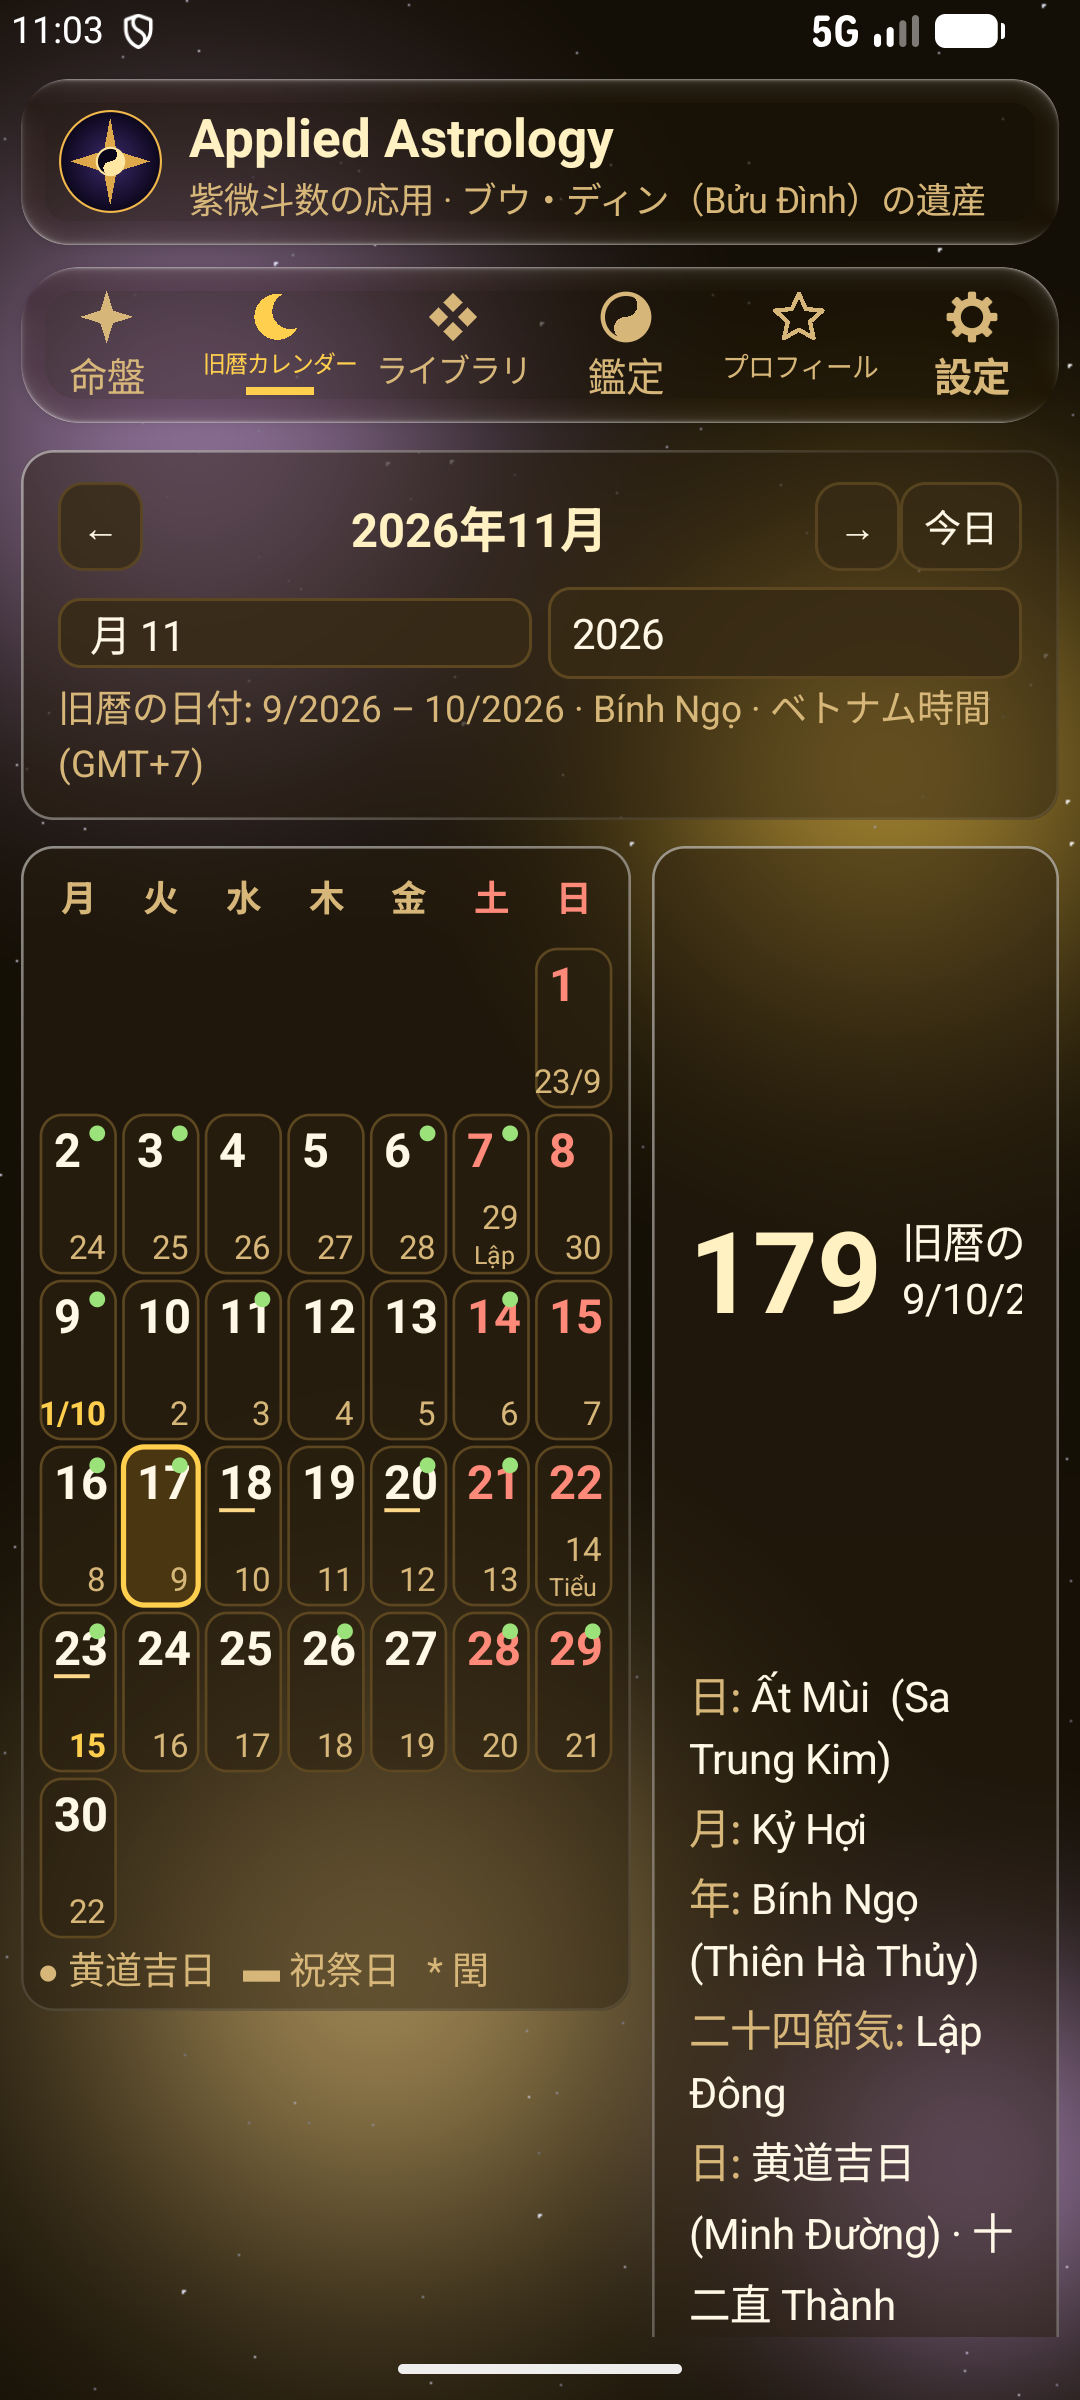 11:03
5G
Applied Astrology
紫微斗数の応用 · ブウ・ディン（Bửu Đình）の遺産
命盤
旧暦カレンダー
ライブラリ
鑑定
プロフィール
設定
←
2026年11月
→
今日
月 11
2026
旧暦の日付: 9/2026 – 10/2026 · Bính Ngọ · ベトナム時間
(GMT+7)
月 火 水 木 金 土 日
1
23/9
2 3 4 5 6 7 8
24 25 26 27 28 29 30
Lập
9 10 11 12 13 14 15
1/10 2 3 4 5 6 7
16 17 18 19 20 21 22
8 9 10 11 12 13 14
Tiểu
23 24 25 26 27 28 29
15 16 17 18 19 20 21
30
22
● 黄道吉日 ▬ 祝祭日 * 閏
179
旧暦の
9/10/2
日: Ất Mùi (Sa
Trung Kim)
月: Kỷ Hợi
年: Bính Ngọ
(Thiên Hà Thủy)
二十四節気: Lập
Đông
日: 黄道吉日
(Minh Đường) · 十
二直 Thành